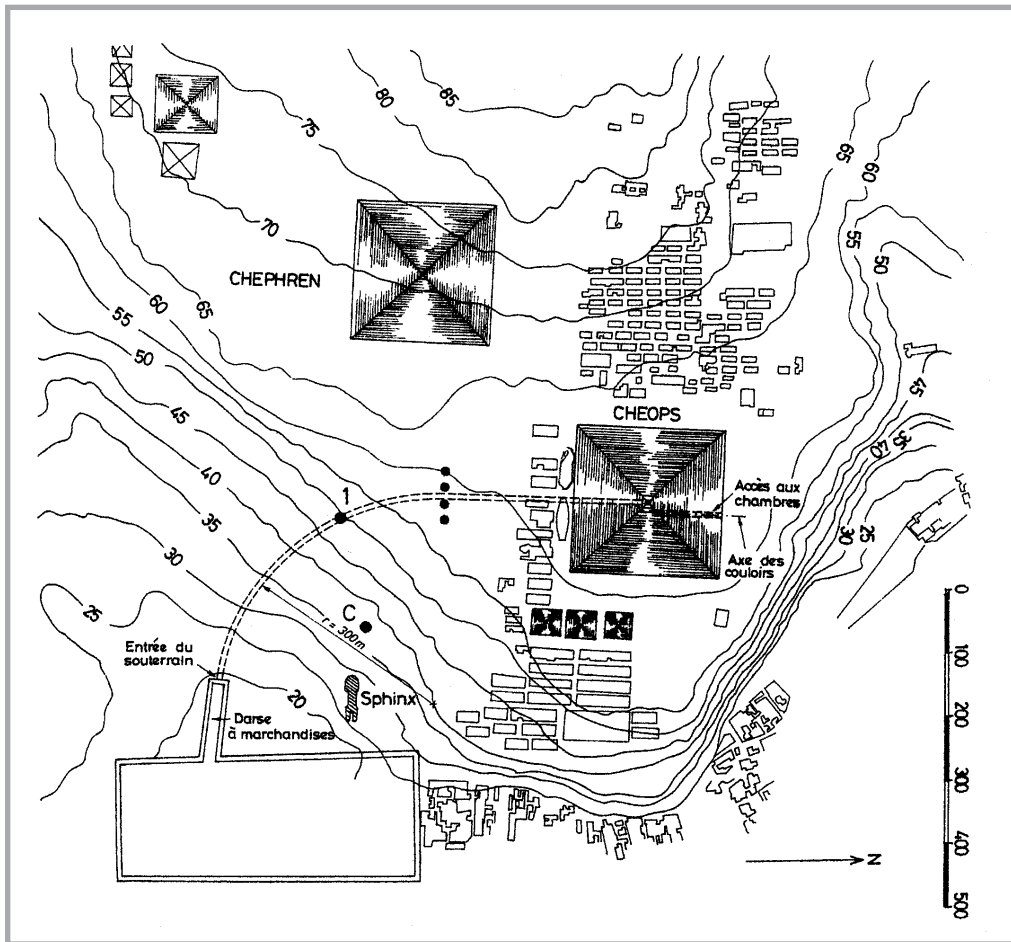 85
80
75
70
65
60
55
50
45
40
35
30
25
20
65
60
55
50
45
35
40
25
30
CHEPHREN
CHEOPS
Accès aux
chambres
Axe des
couloirs
1
C
r = 300m
Entrée du
souterrain
Sphinx
Darse
à marchandises
N
0
100
200
300
400
500